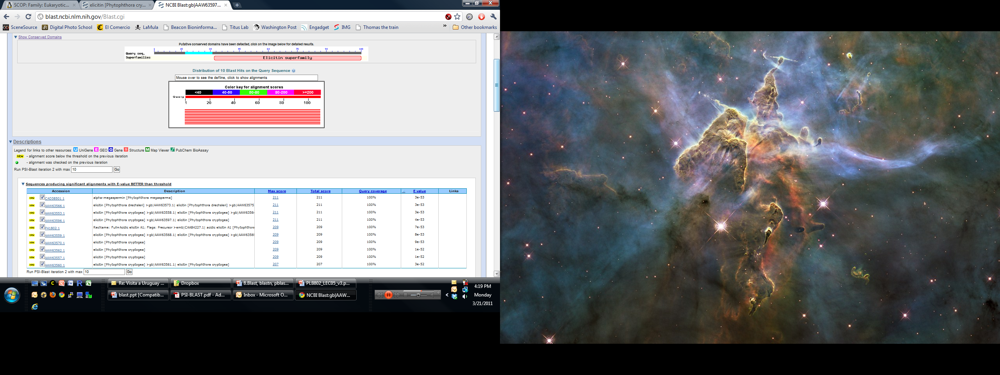 SCOP: Family: Eukaryotic... elicitin [Phytophthora cry... NCBI Blast:gb|AAW63597...
blast.ncbi.nlm.nih.gov/Blast.cgi
SceneSource Digital Photo School El Comercio LaMula Beacon Bioninforma... Titus Lab Washington Post Engadget IMG Thomas the train » Other bookmarks
Show Conserved Domains
Putative conserved domains have been detected, click on the image below for detailed results.
1 15 30 45 60 75 90 108
Query seq.
Superfamilies Elicitin superfamily
Distribution of 10 Blast Hits on the Query Sequence
Mouse over to see the defline, click to show alignments
Color key for alignment scores
<40 40-50 50-80 80-200 >=200
Query
1 20 40 60 80 100
Descriptions
Legend for links to other resources: U UniGene E GEO G Gene S Structure M Map Viewer PubChem BioAssay
NEW - alignment score below the threshold on the previous iteration
- alignment was checked on the previous iteration
Run PSI-Blast iteration 2 with max 10 Go
Sequences producing significant alignments with E-value BETTER than threshold
Accession Description Max score Total score Query coverage E value Links
NEW CAD38501.1 alpha-megaspermin [Phytophthora megasperma] 211 211 100% 3e-53
NEW AAW63566.1 elicitin [Phytophthora drechsleri] >gb|AAW63573.1| elicitin [Phytophthora drechsleri] >gb|AAW63575 211 211 100% 3e-53
NEW AAW63553.1 elicitin [Phytophthora cryptogea] >gb|AAW63558.1| elicitin [Phytophthora cryptogea] >gb|AAW6356 211 211 100% 3e-53
NEW AAW63596.1 elicitin [Phytophthora cryptogea] >gb|AAW63597.1| elicitin [Phytophthora cryptogea] 211 211 100% 4e-53
NEW P41802.1 RecName: Full=Acidic elicitin A1; Flags: Precursor >emb|CAA84227.1| acidic elicitin A1 [Phytophthora 209 209 100% 7e-53
NEW AAW63559.1 elicitin [Phytophthora cryptogea] >gb|AAW63568.1| elicitin [Phytophthora cryptogea] >gb|AAW6356 209 209 100% 8e-53
NEW AAW63570.1 elicitin [Phytophthora cryptogea] 209 209 100% 9e-53
NEW AAW63562.1 elicitin [Phytophthora cryptogea] 209 209 100% 1e-52
NEW AAW63557.1 elicitin [Phytophthora cryptogea] 209 209 100% 1e-52
NEW AAW63560.1 elicitin [Phytophthora cryptogea] >gb|AAW63561.1| elicitin [Phytophthora cryptogea] 207 207 100% 3e-52
Run PSI-Blast iteration 2 with max 10 Go
Re: Visita a Uruguay ... Dropbox 8.Blast, blastn, pblas... PLB802_LEC05_v3.p...
blast.ppt [Compatib... PSI-BLAST.pdf - Ad... Inbox - Microsoft O... NCBI Blast:gb|AAW...
4:19 PM
Monday
3/21/2011